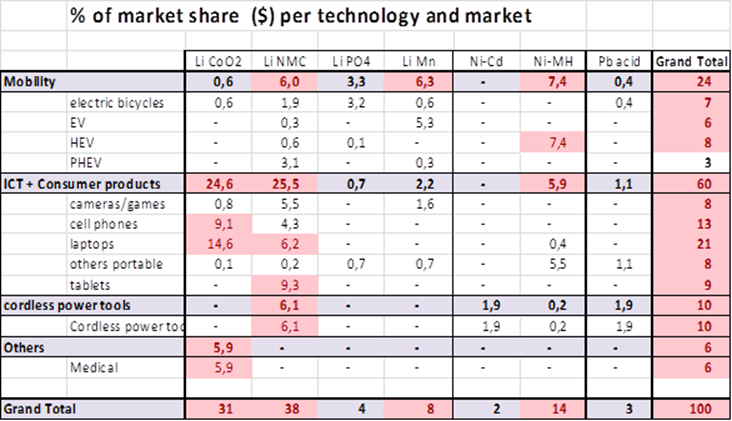 % of market share ($) per technology and market
Li CoO2 Li NMC Li PO4 Li Mn Ni-Cd Ni-MH Pb acid Grand Total
Mobility 0,6 6,0 3,3 6,3 - 7,4 0,4 24
electric bicycles 0,6 1,9 3,2 0,6 - - 0,4 7
EV - 0,3 - 5,3 - - - 6
HEV - 0,6 0,1 - - 7,4 - 8
PHEV - 3,1 - 0,3 - - - 3
ICT + Consumer products 24,6 25,5 0,7 2,2 - 5,9 1,1 60
cameras/games 0,8 5,5 - 1,6 - - - 8
cell phones 9,1 4,3 - - - - - 13
laptops 14,6 6,2 - - - 0,4 - 21
others portable 0,1 0,2 0,7 0,7 - 5,5 1,1 8
tablets - 9,3 - - - - - 9
cordless power tools - 6,1 - - 1,9 0,2 1,9 10
Cordless power too 6,1 - - 1,9 0,2 1,9 10
Others 5,9 - - - - - - 6
Medical 5,9 - - - - - - 6
Grand Total 31 38 4 8 2 14 3 100